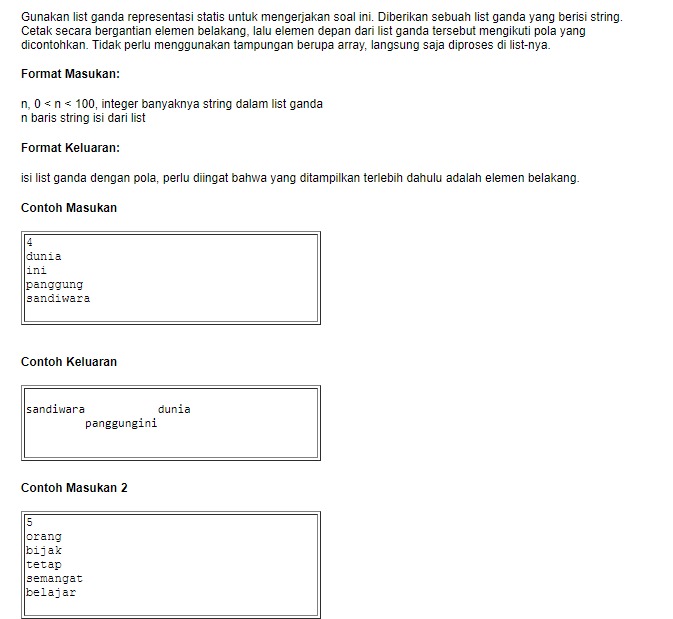 Gunakan list ganda representasi statis untuk mengerjakan soal ini. Diberikan sebuah list ganda yang berisi string.
Cetak secara bergantian elemen belakang, lalu elemen depan dari list ganda tersebut mengikuti pola yang
dicontohkan. Tidak perlu menggunakan tampungan berupa array, langsung saja diproses di list-nya.
Format Masukan:
n, 0 < n < 100, integer banyaknya string dalam list ganda
n baris string isi dari list
Format Keluaran:
isi list ganda dengan pola, perlu diingat bahwa yang ditampilkan terlebih dahulu adalah elemen belakang.
Contoh Masukan
4
dunia
ini
panggung
sandiwara
Contoh Keluaran
sandiwara          dunia
         panggungini
Contoh Masukan 2
5
orang
bijak
tetap
semangat
belajar